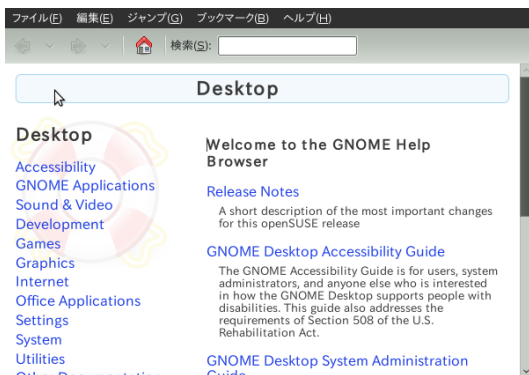 ファイル(F) 編集(E) ジャンプ(G) ブックマーク(B) ヘルプ(H)
検索(S):
Desktop
Desktop
Accessibility
GNOME Applications
Sound & Video
Development
Games
Graphics
Internet
Office Applications
Settings
System
Utilities
Other Documentation
Welcome to the GNOME Help
Browser
Release Notes
A short description of the most important changes
for this openSUSE release
GNOME Desktop Accessibility Guide
The GNOME Accessibility Guide is for users, system
administrators, and anyone else who is interested
in how the GNOME Desktop supports people with
disabilities. This guide also addresses the
requirements of Section 508 of the U.S.
Rehabilitation Act.
GNOME Desktop System Administration
Guide